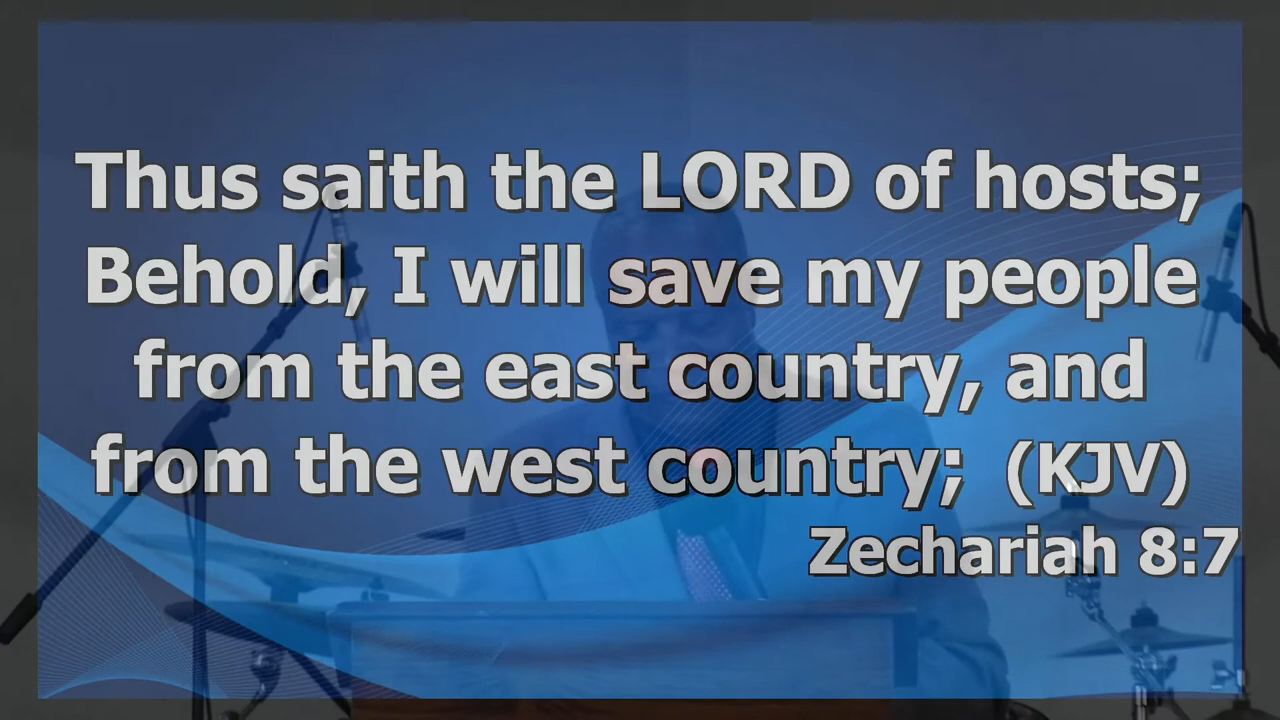 Thus saith the LORD of hosts;
Behold, I will save my people
from the east country, and
from the west country; (KJV)
Zechariah 8:7